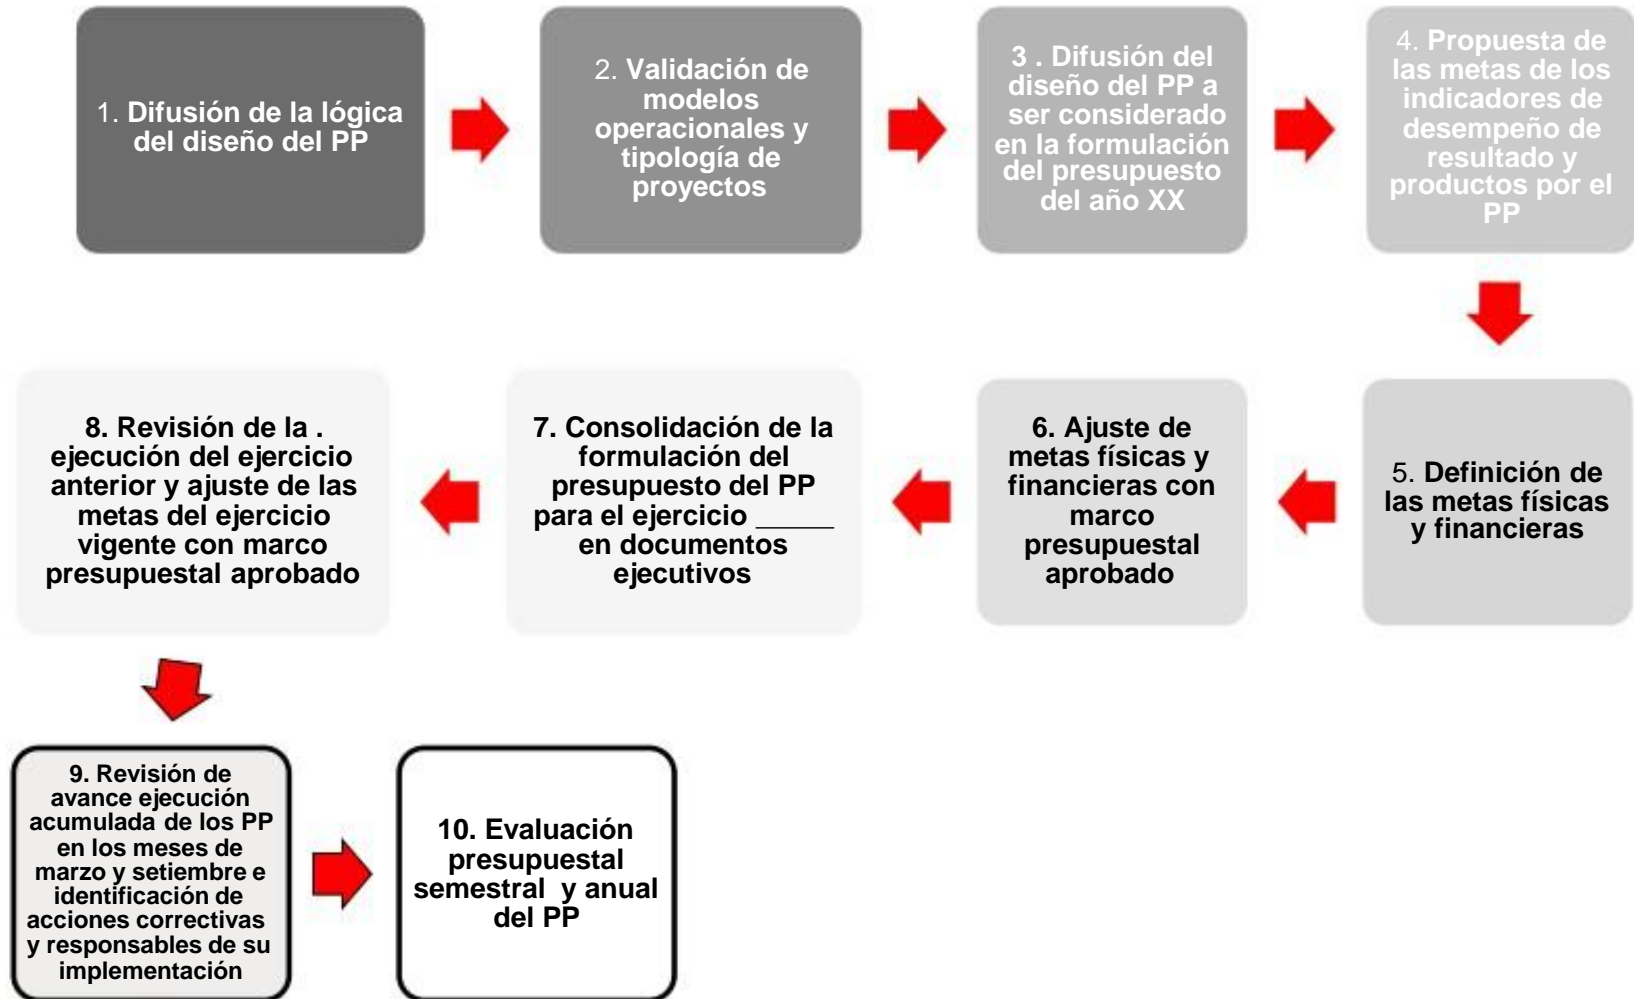 1. Difusión de la lógica
del diseño del PP
2. Validación de
modelos
operacionales y
tipología de
proyectos
3 . Difusión del
diseño del PP a
ser considerado
en la formulación
del presupuesto
del año XX
4. Propuesta de
las metas de los
indicadores de
desempeño de
resultado y
productos por el
PP
5. Definición de
las metas físicas
y financieras
6. Ajuste de
metas físicas y
financieras con
marco
presupuestal
aprobado
7. Consolidación de la
formulación del
presupuesto del PP
para el ejercicio _____
en documentos
ejecutivos
8. Revisión de la .
ejecución del ejercicio
anterior y ajuste de las
metas del ejercicio
vigente con marco
presupuestal aprobado
9. Revisión de
avance ejecución
acumulada de los PP
en los meses de
marzo y setiembre e
identificación de
acciones correctivas
y responsables de su
implementación
10. Evaluación
presupuestal
semestral y anual
del PP